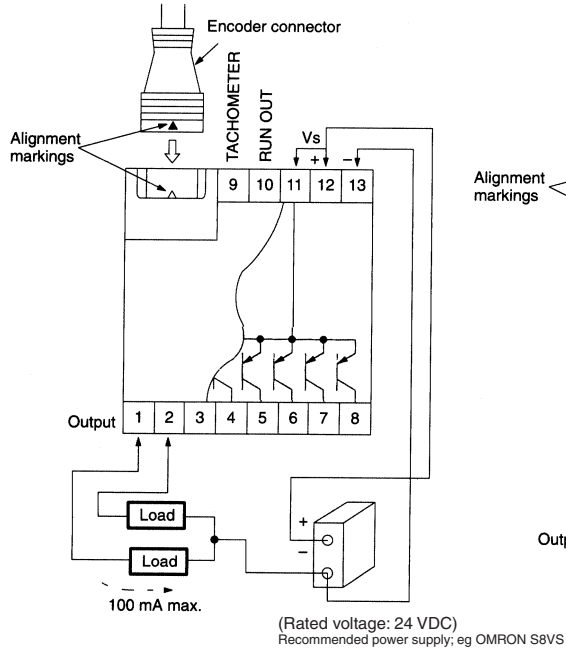 Encoder connector
Alignment
markings
TACHOMETER
RUN OUT
Vs
+
−
9 10 11 12 13
Alignment
markings
Output 1 2 3 4 5 6 7 8
Load
Load
100 mA max.
+
−
Outp
(Rated voltage: 24 VDC)
Recommended power supply; eg OMRON S8VS